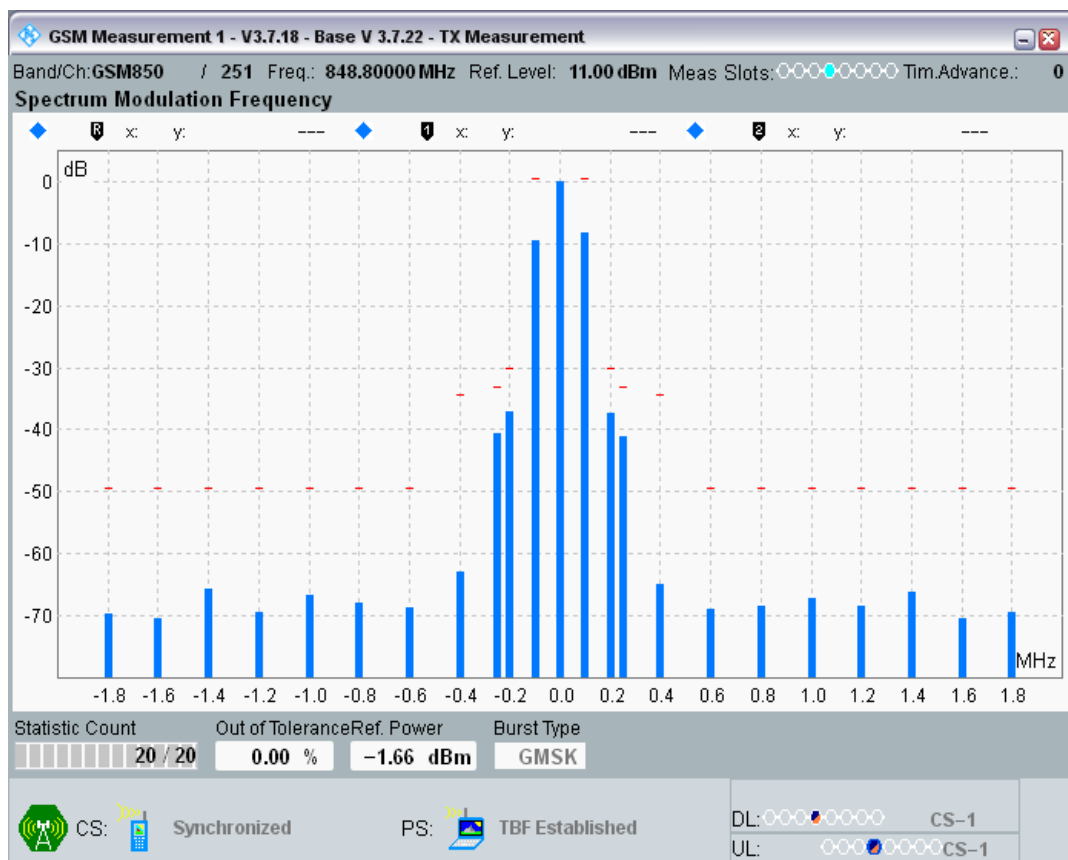 GSM Measurement 1 - V3.7.18 - Base V 3.7.22 - TX Measurement
Band/Ch:GSM850 / 251 Freq.: 848.80000 MHz Ref. Level: 11.00 dBm Meas Slots: Tim.Advance.: 0
Spectrum Modulation Frequency
R x: y: --- 1 x: y: --- 2 x: y: ---
dB
0
-10
-20
-30
-40
-50
-60
-70
MHz
-1.8 -1.6 -1.4 -1.2 -1.0 -0.8 -0.6 -0.4 -0.2 0.0 0.2 0.4 0.6 0.8 1.0 1.2 1.4 1.6 1.8
Statistic Count Out of Tolerance Ref. Power Burst Type
20 / 20 0.00 % −1.66 dBm GMSK
CS: Synchronized PS: TBF Established
DL: CS−1
UL: CS−1